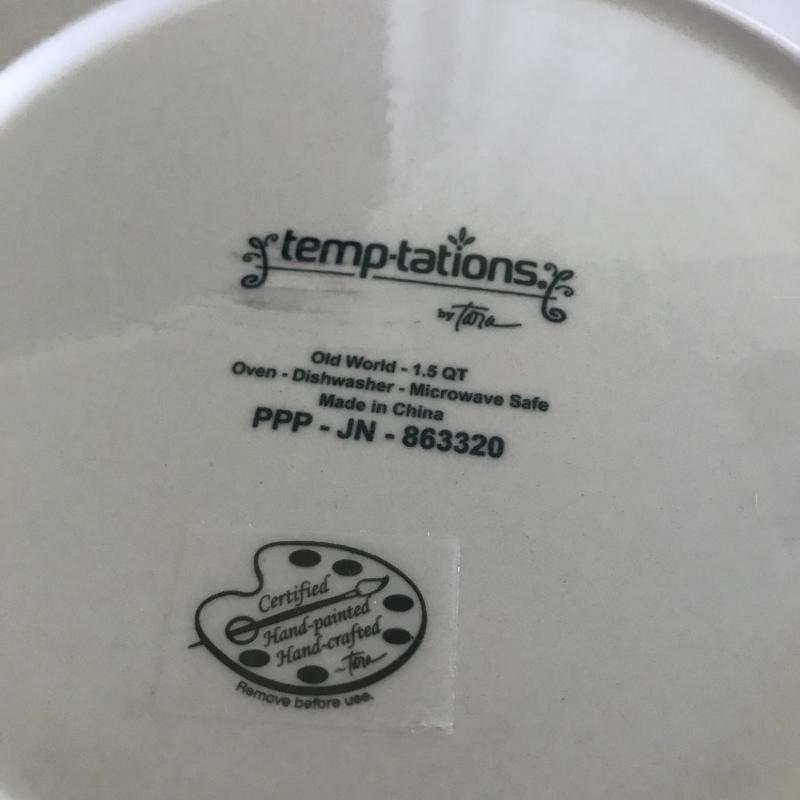 temp-tations.
by Tara
Old World - 1.5 QT
Oven - Dishwasher - Microwave Safe
Made in China
PPP - JN - 863320
Certified
Hand-painted
Hand-crafted
~Tara
Remove before use.